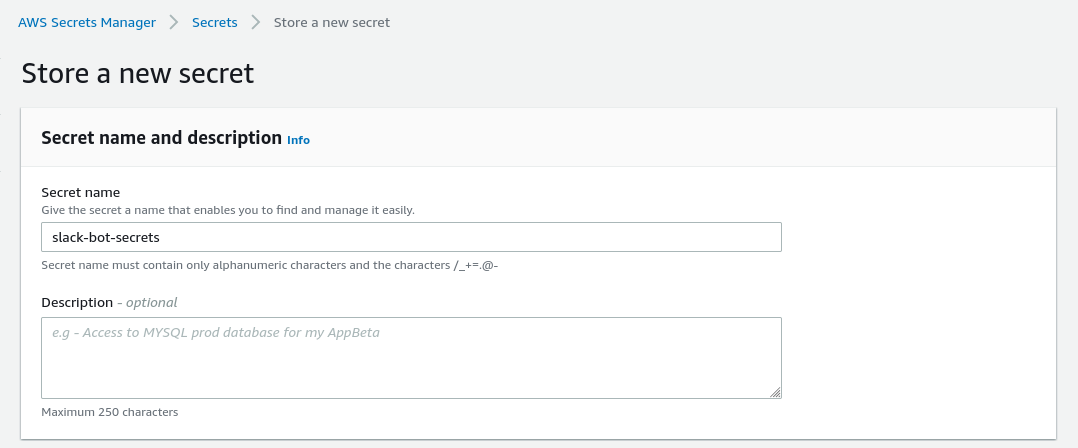 AWS Secrets Manager > Secrets > Store a new secret
Store a new secret
Secret name and description Info
Secret name
Give the secret a name that enables you to find and manage it easily.
slack-bot-secrets
Secret name must contain only alphanumeric characters and the characters /_+=.@-
Description - optional
e.g - Access to MYSQL prod database for my AppBeta
Maximum 250 characters